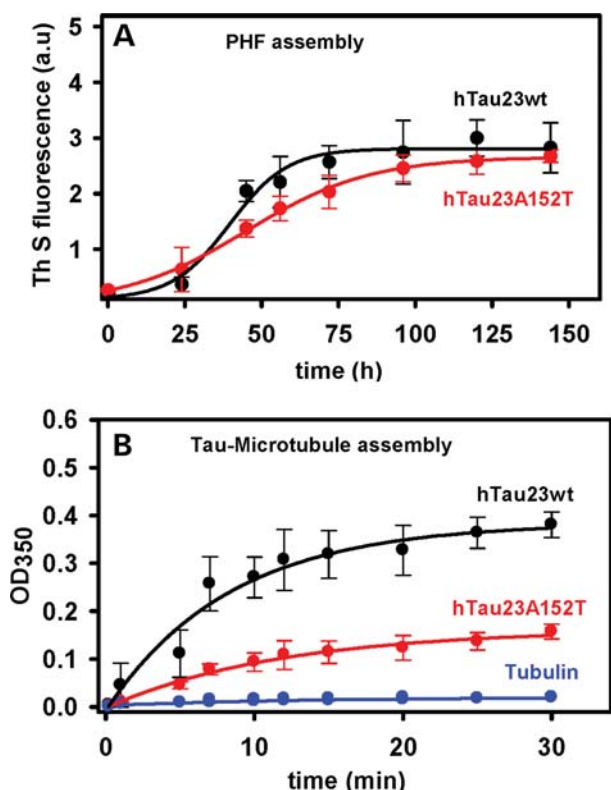 A
PHF assembly
Th S fluorescence (a.u)
5
4
3
2
1
hTau23wt
hTau23A152T
0 25 50 75 100 125 150
time (h)
B
Tau-Microtubule assembly
OD350
0.6
0.5
0.4
0.3
0.2
0.1
0.0
hTau23wt
hTau23A152T
Tubulin
0 10 20 30
time (min)